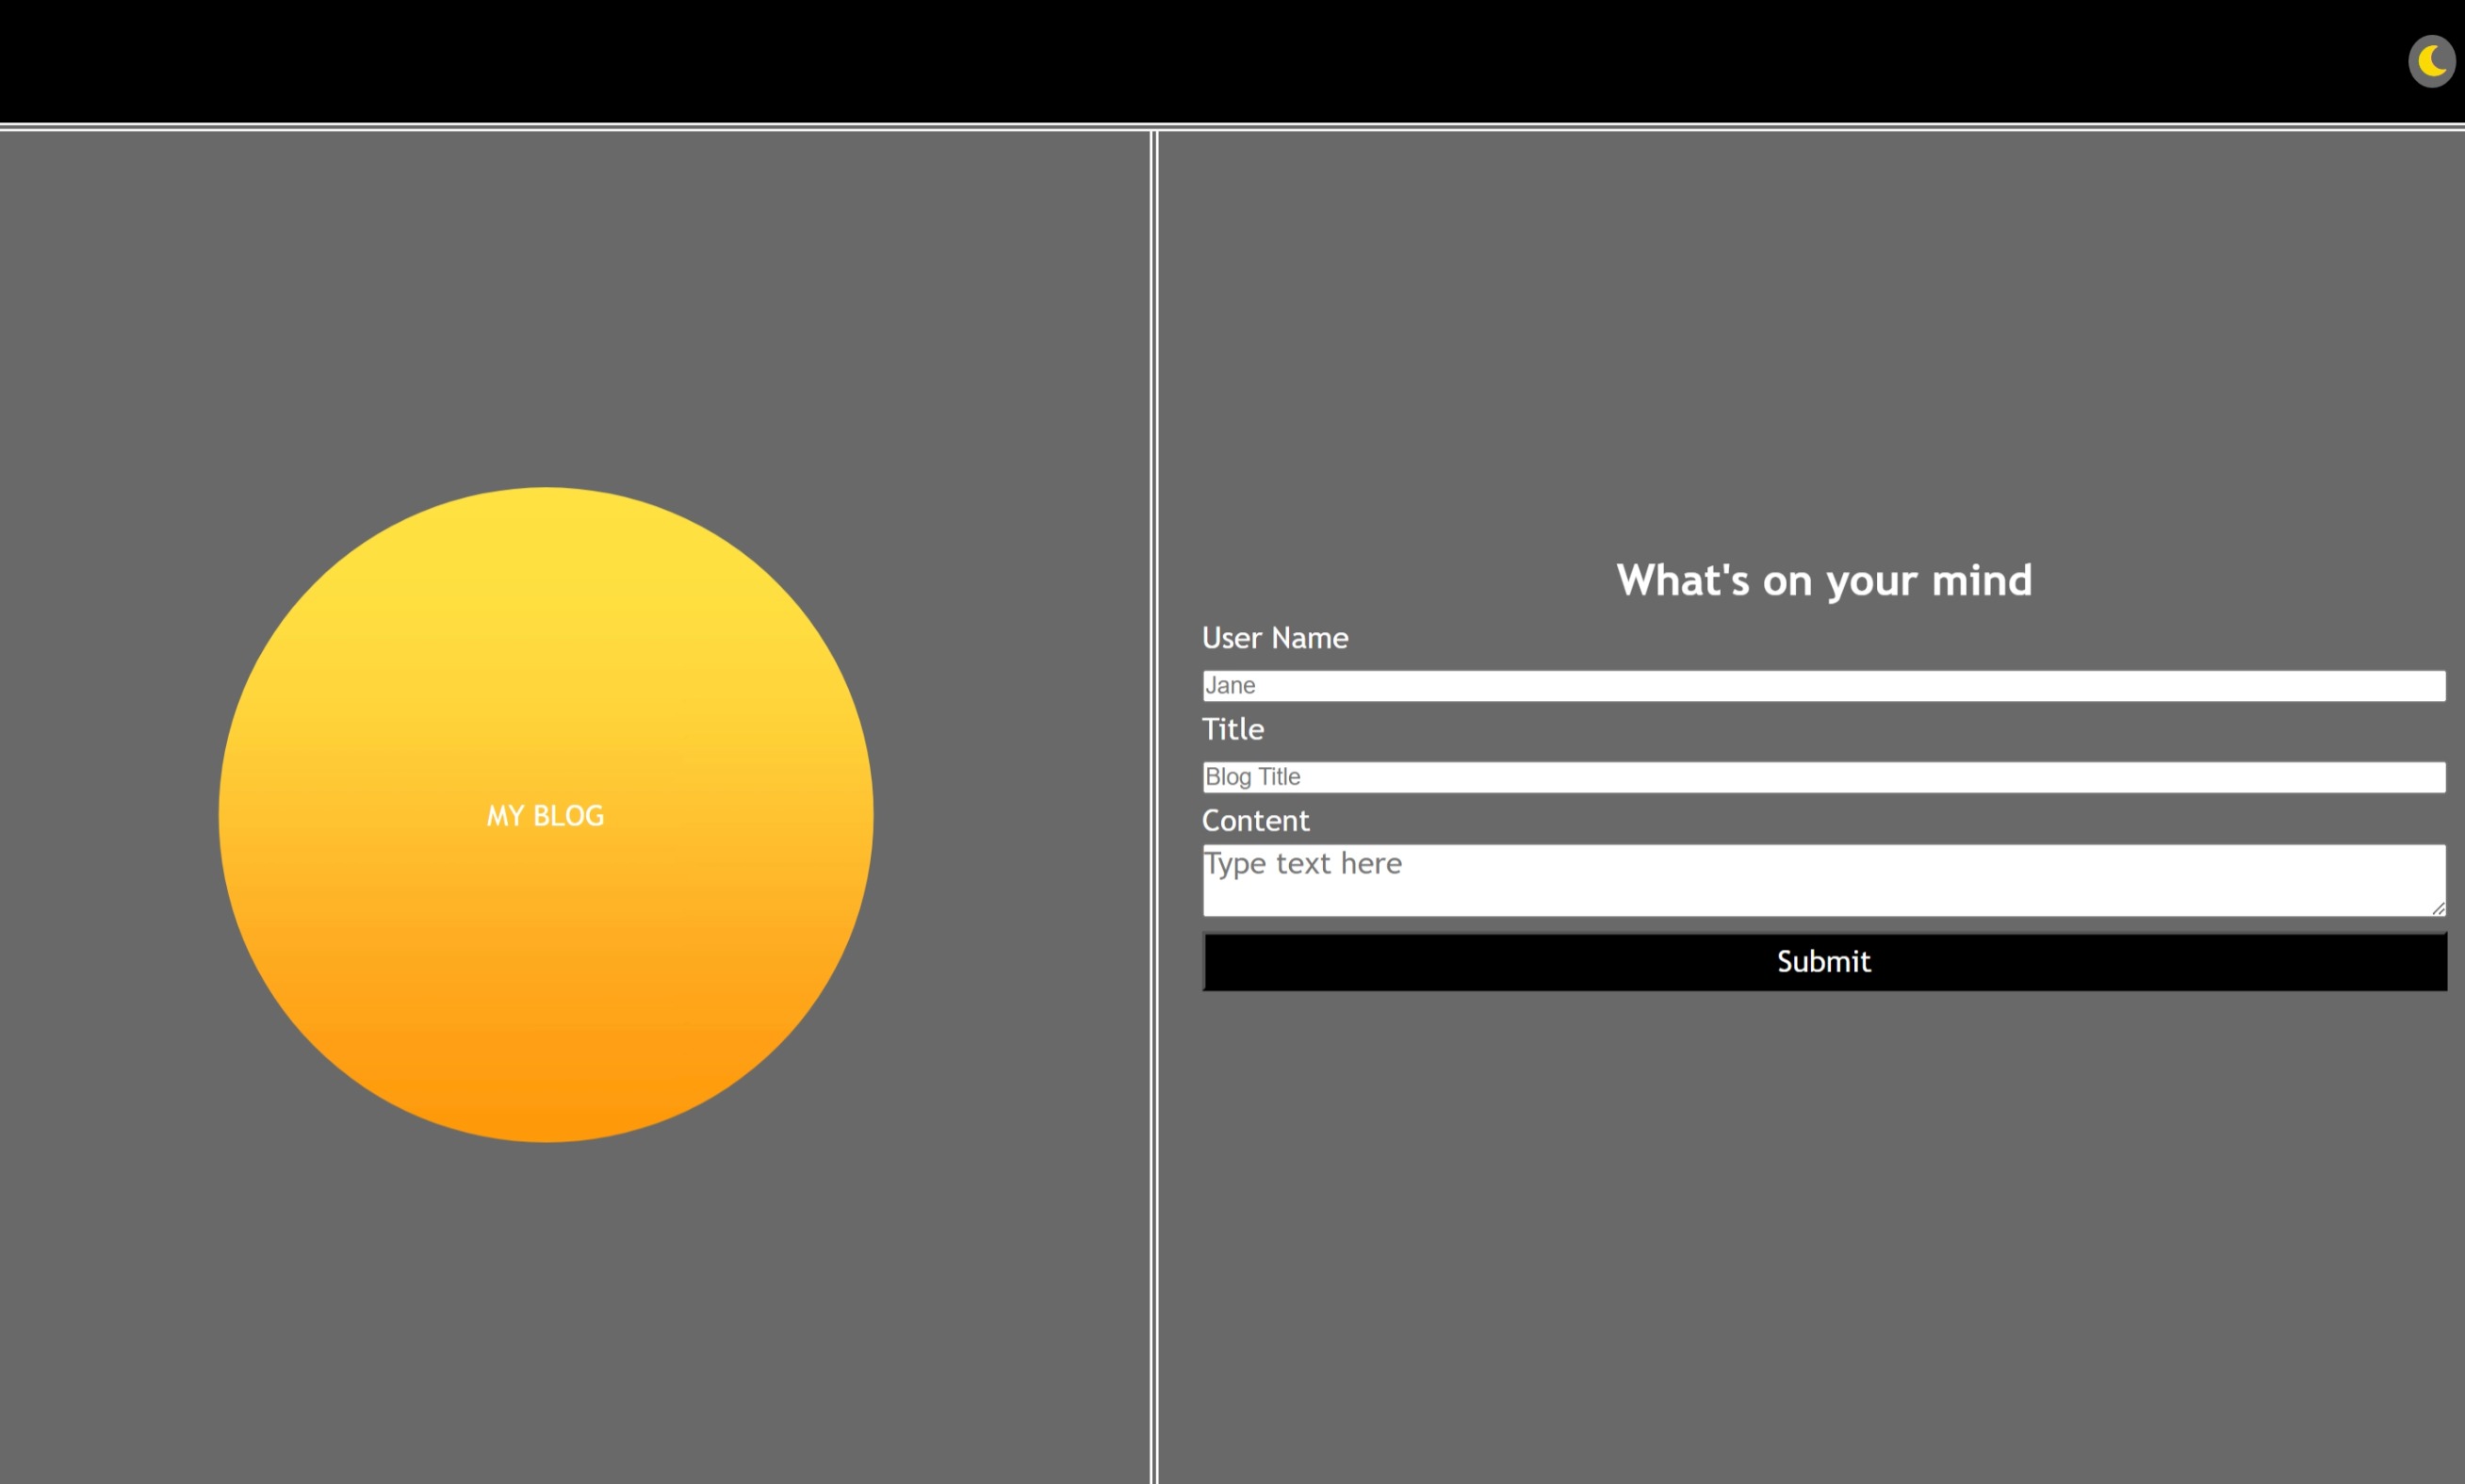 MY BLOG
What's on your mind
User Name
Jane
Title
Blog Title
Content
Type text here
Submit